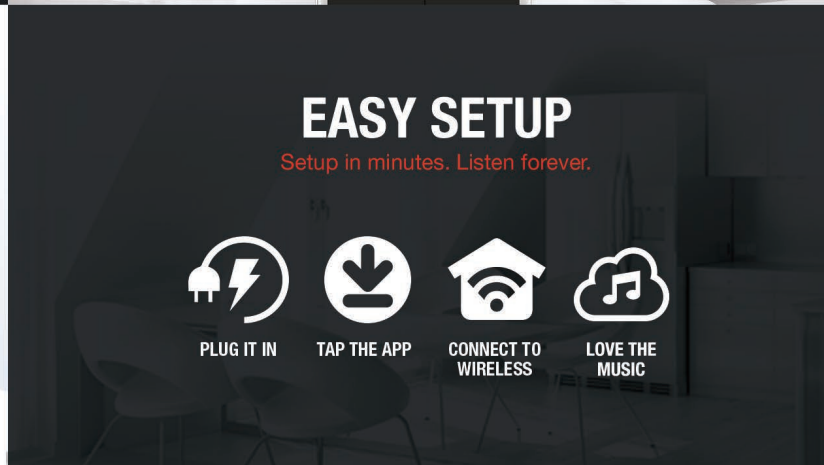 EASY SETUP
Setup in minutes. Listen forever.
PLUG IT IN
TAP THE APP
CONNECT TO
WIRELESS
LOVE THE
MUSIC